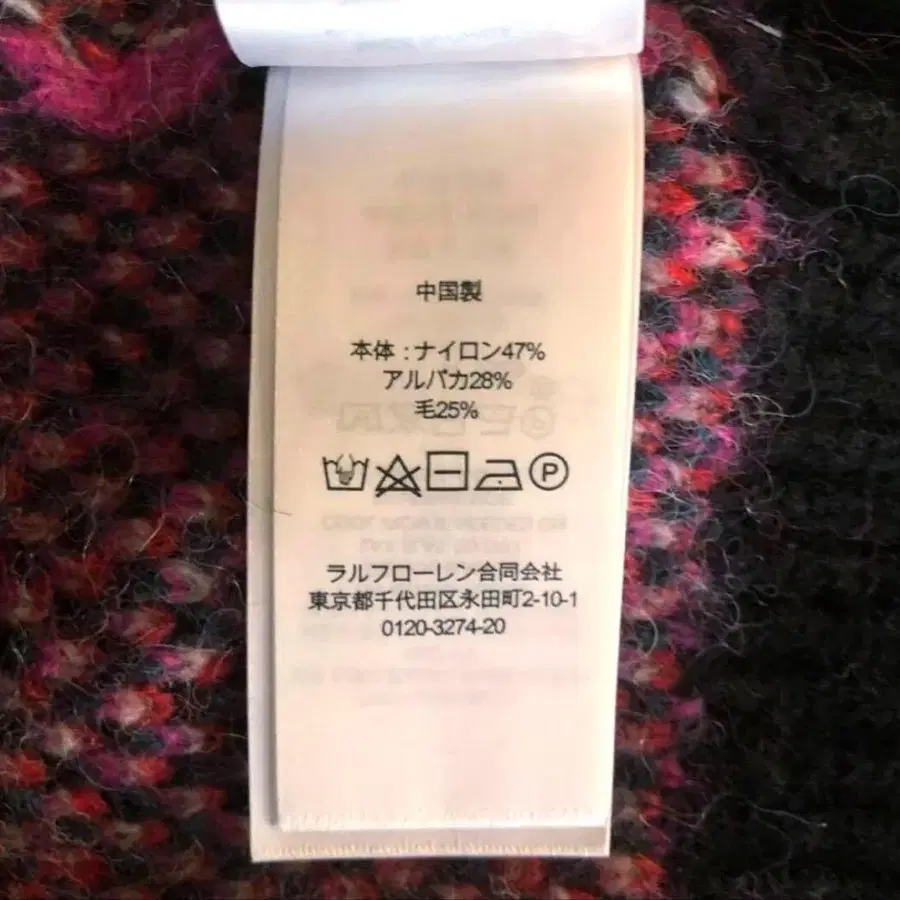 中国製
本体：ナイロン47%
アルパカ28%
毛25%
P
ラルフローレン合同会社
東京都千代田区永田町2-10-1
0120-3274-20